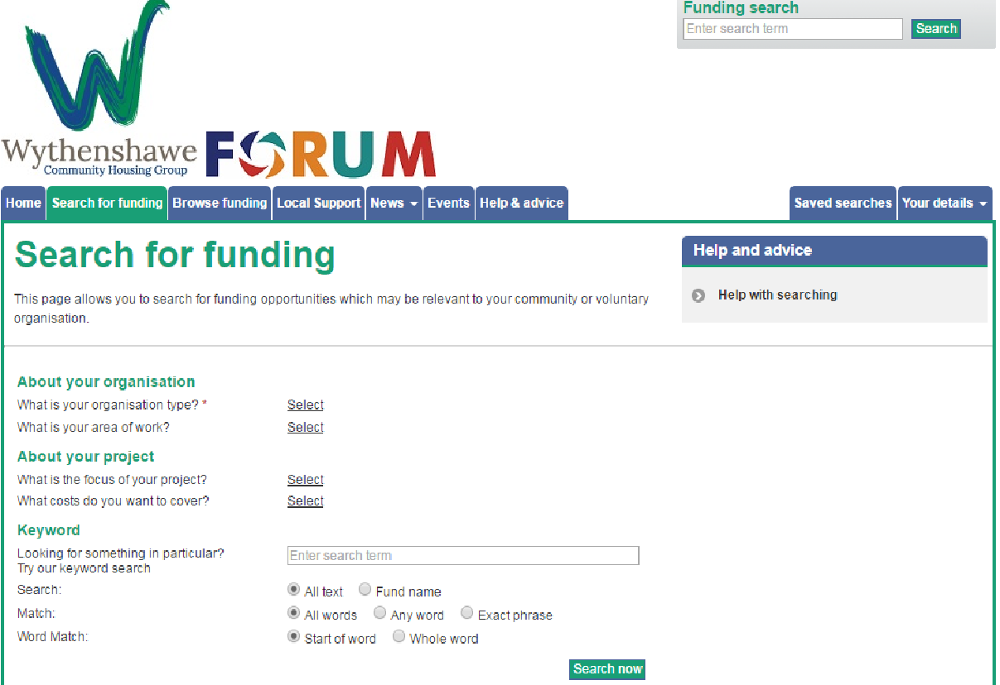 Funding search
Enter search term
Search
Wythenshawe
Community Housing Group
FORUM
Home
Search for funding
Browse funding
Local Support
News
Events
Help & advice
Saved searches
Your details
Search for funding
This page allows you to search for funding opportunities which may be relevant to your community or voluntary
organisation.
Help and advice
Help with searching
About your organisation
What is your organisation type? * Select
What is your area of work? Select
About your project
What is the focus of your project? Select
What costs do you want to cover? Select
Keyword
Looking for something in particular?
Try our keyword search
Enter search term
Search: All text Fund name
Match: All words Any word Exact phrase
Word Match: Start of word Whole word
Search now